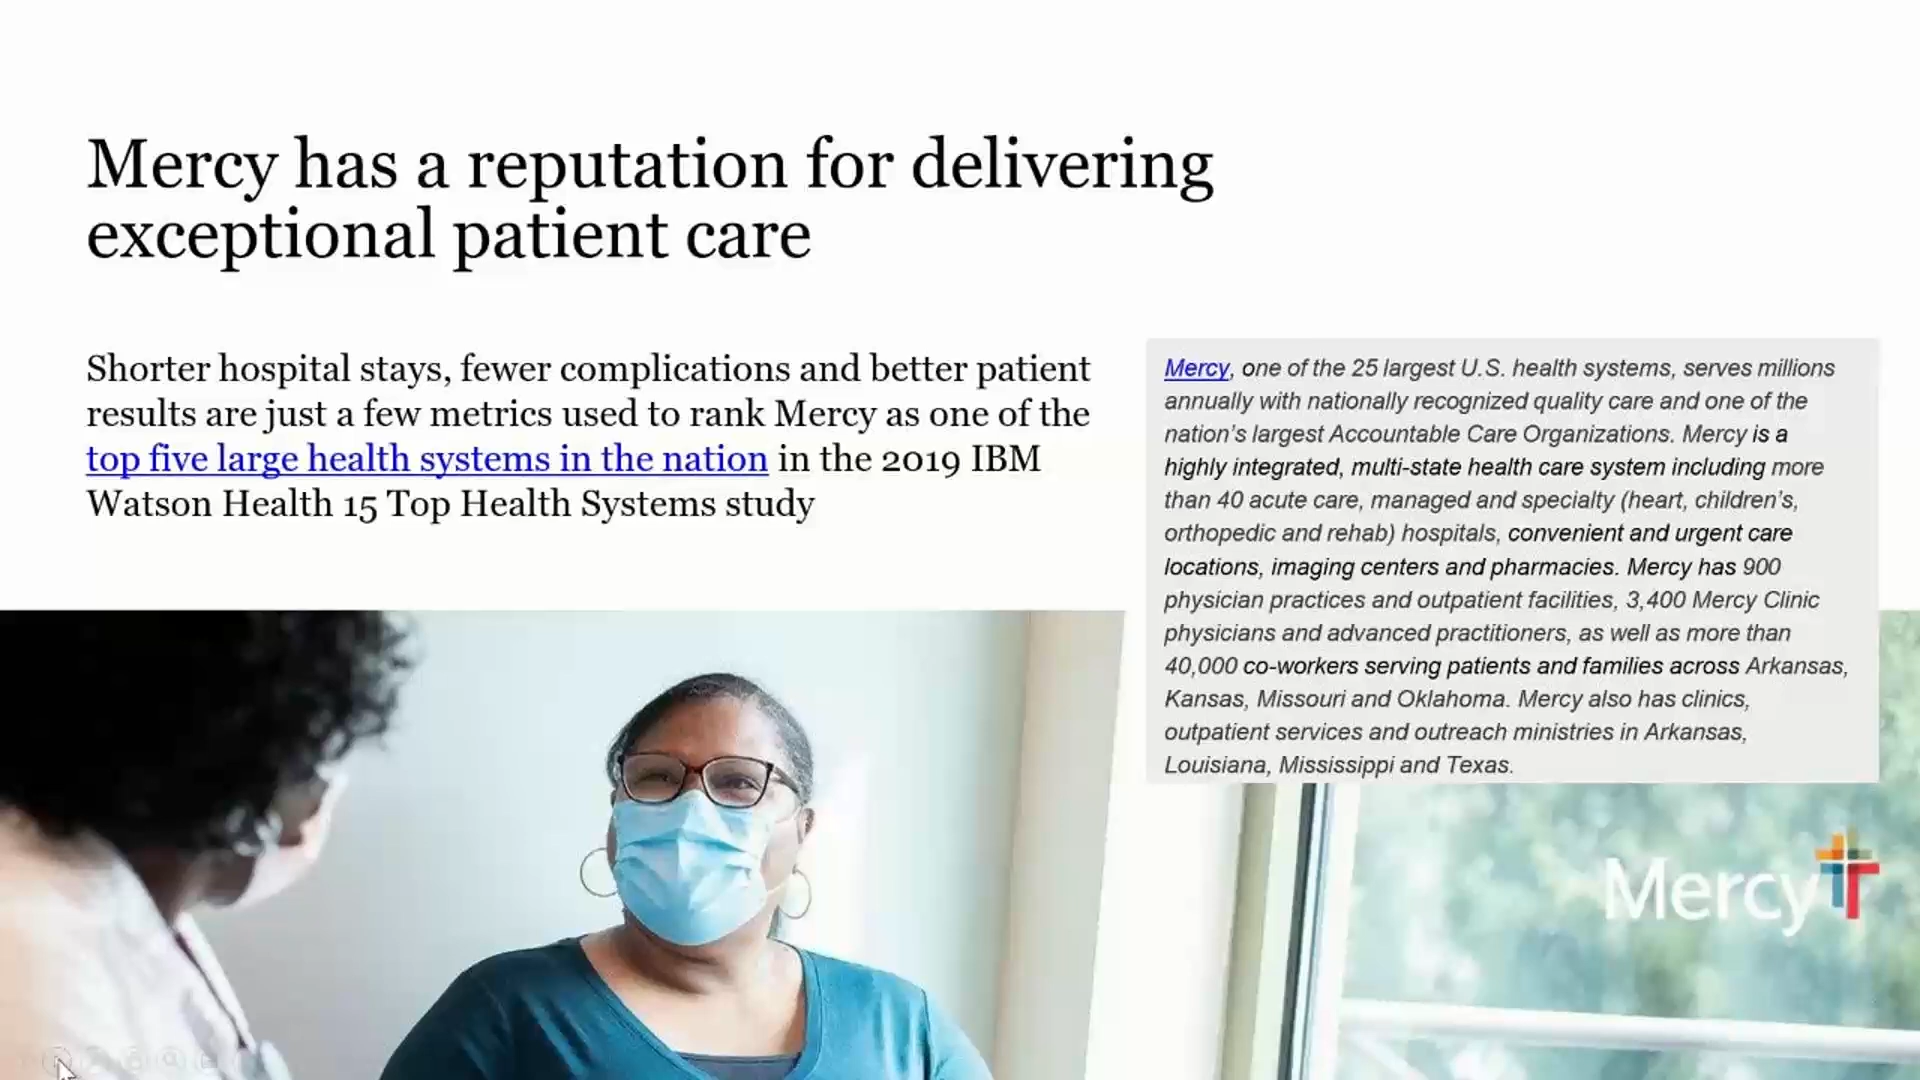 Mercy has a reputation for delivering
exceptional patient care
Shorter hospital stays, fewer complications and better patient
results are just a few metrics used to rank Mercy as one of the
top five large health systems in the nation in the 2019 IBM
Watson Health 15 Top Health Systems study
Mercy, one of the 25 largest U.S. health systems, serves millions
annually with nationally recognized quality care and one of the
nation's largest Accountable Care Organizations. Mercy is a
highly integrated, multi-state health care system including more
than 40 acute care, managed and specialty (heart, children's,
orthopedic and rehab) hospitals, convenient and urgent care
locations, imaging centers and pharmacies. Mercy has 900
physician practices and outpatient facilities, 3,400 Mercy Clinic
physicians and advanced practitioners, as well as more than
40,000 co-workers serving patients and families across Arkansas,
Kansas, Missouri and Oklahoma. Mercy also has clinics,
outpatient services and outreach ministries in Arkansas,
Louisiana, Mississippi and Texas.
Mercy